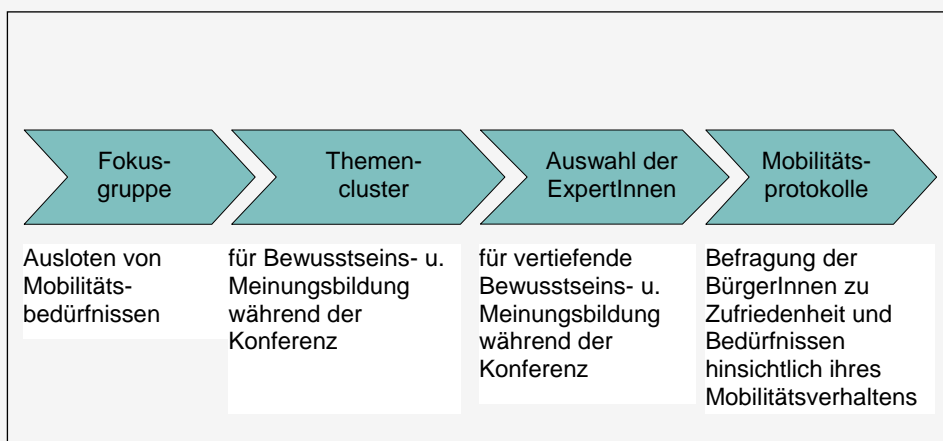 Fokus-
gruppe
Themen-
cluster
Auswahl der
ExpertInnen
Mobilitäts-
protokolle
Ausloten von
Mobilitäts-
bedürfnissen
für Bewusstseins- u.
Meinungsbildung
während der
Konferenz
für vertiefende
Bewusstseins- u.
Meinungsbildung
während der
Konferenz
Befragung der
BürgerInnen zu
Zufriedenheit und
Bedürfnissen
hinsichtlich ihres
Mobilitätsverhaltens